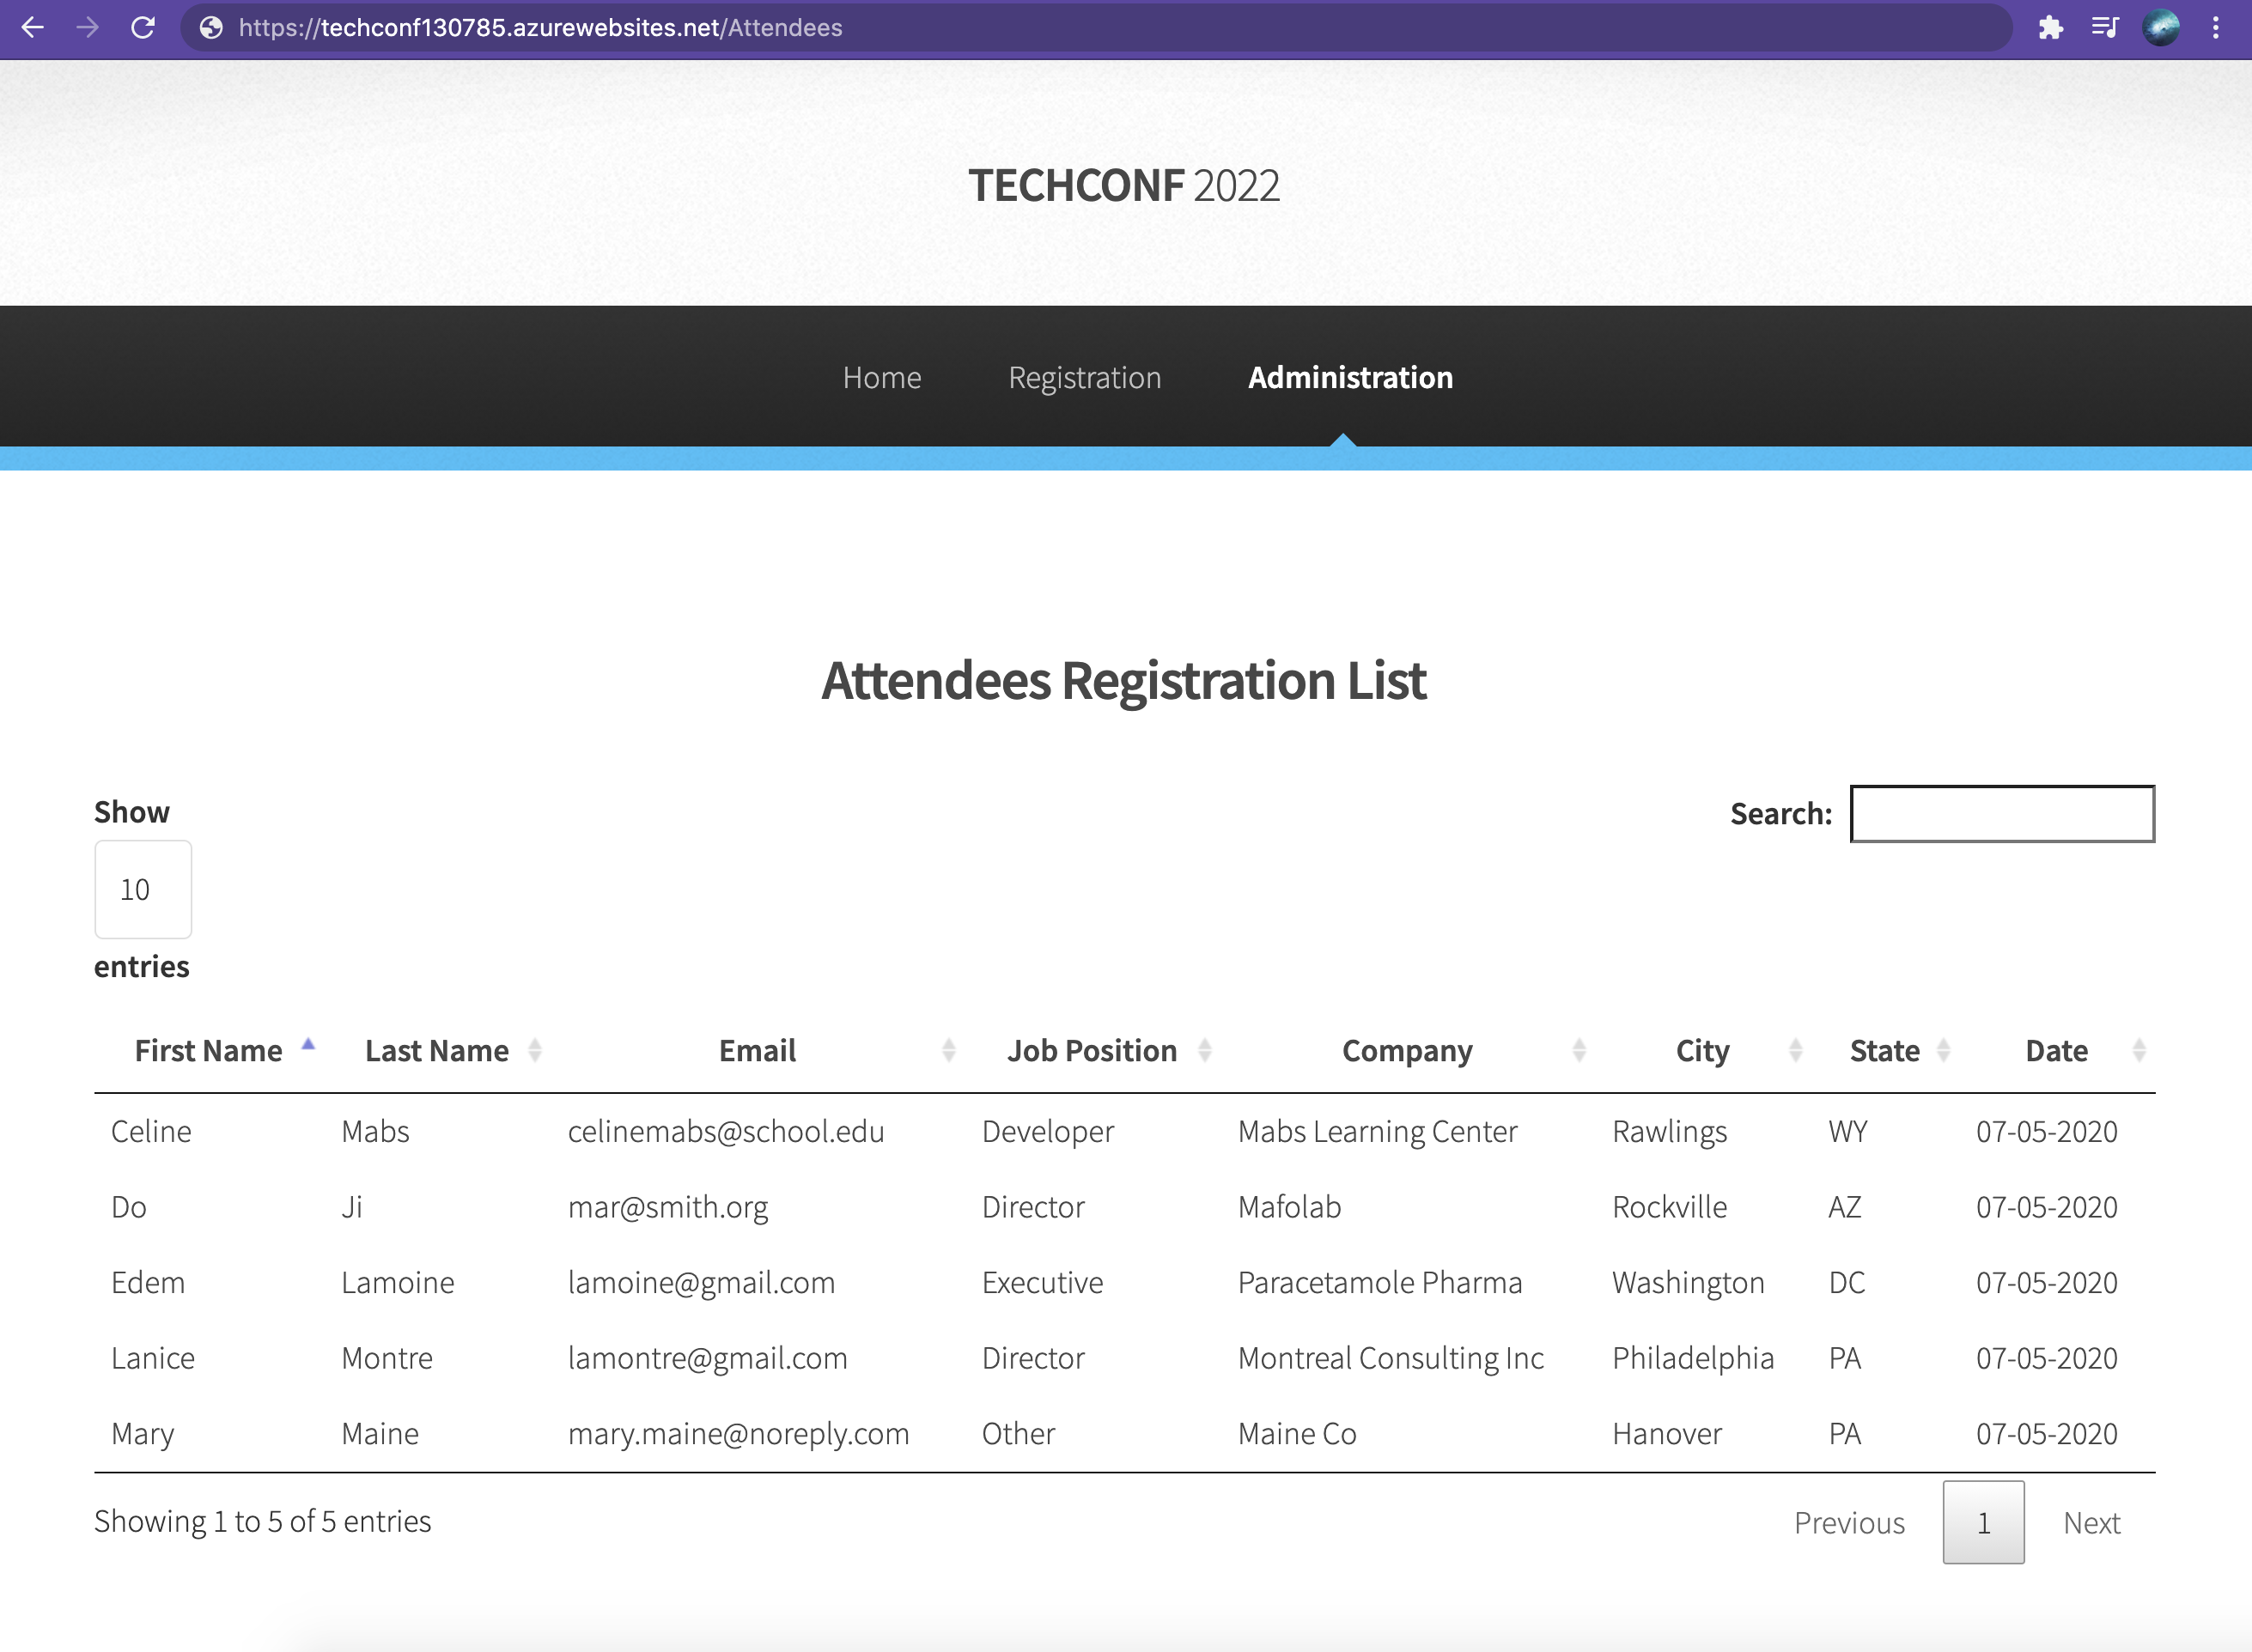 https://techconf130785.azurewebsites.net/Attendees
TECHCONF 2022
Home Registration Administration
Attendees Registration List
Show
10
entries
Search:
First Name Last Name Email Job Position Company City State Date
Celine Mabs celinemabs@school.edu Developer Mabs Learning Center Rawlings WY 07-05-2020
Do Ji mar@smith.org Director Mafolab Rockville AZ 07-05-2020
Edem Lamoine lamoine@gmail.com Executive Paracetamole Pharma Washington DC 07-05-2020
Lanice Montre lamontre@gmail.com Director Montreal Consulting Inc Philadelphia PA 07-05-2020
Mary Maine mary.maine@noreply.com Other Maine Co Hanover PA 07-05-2020
Showing 1 to 5 of 5 entries
Previous 1 Next